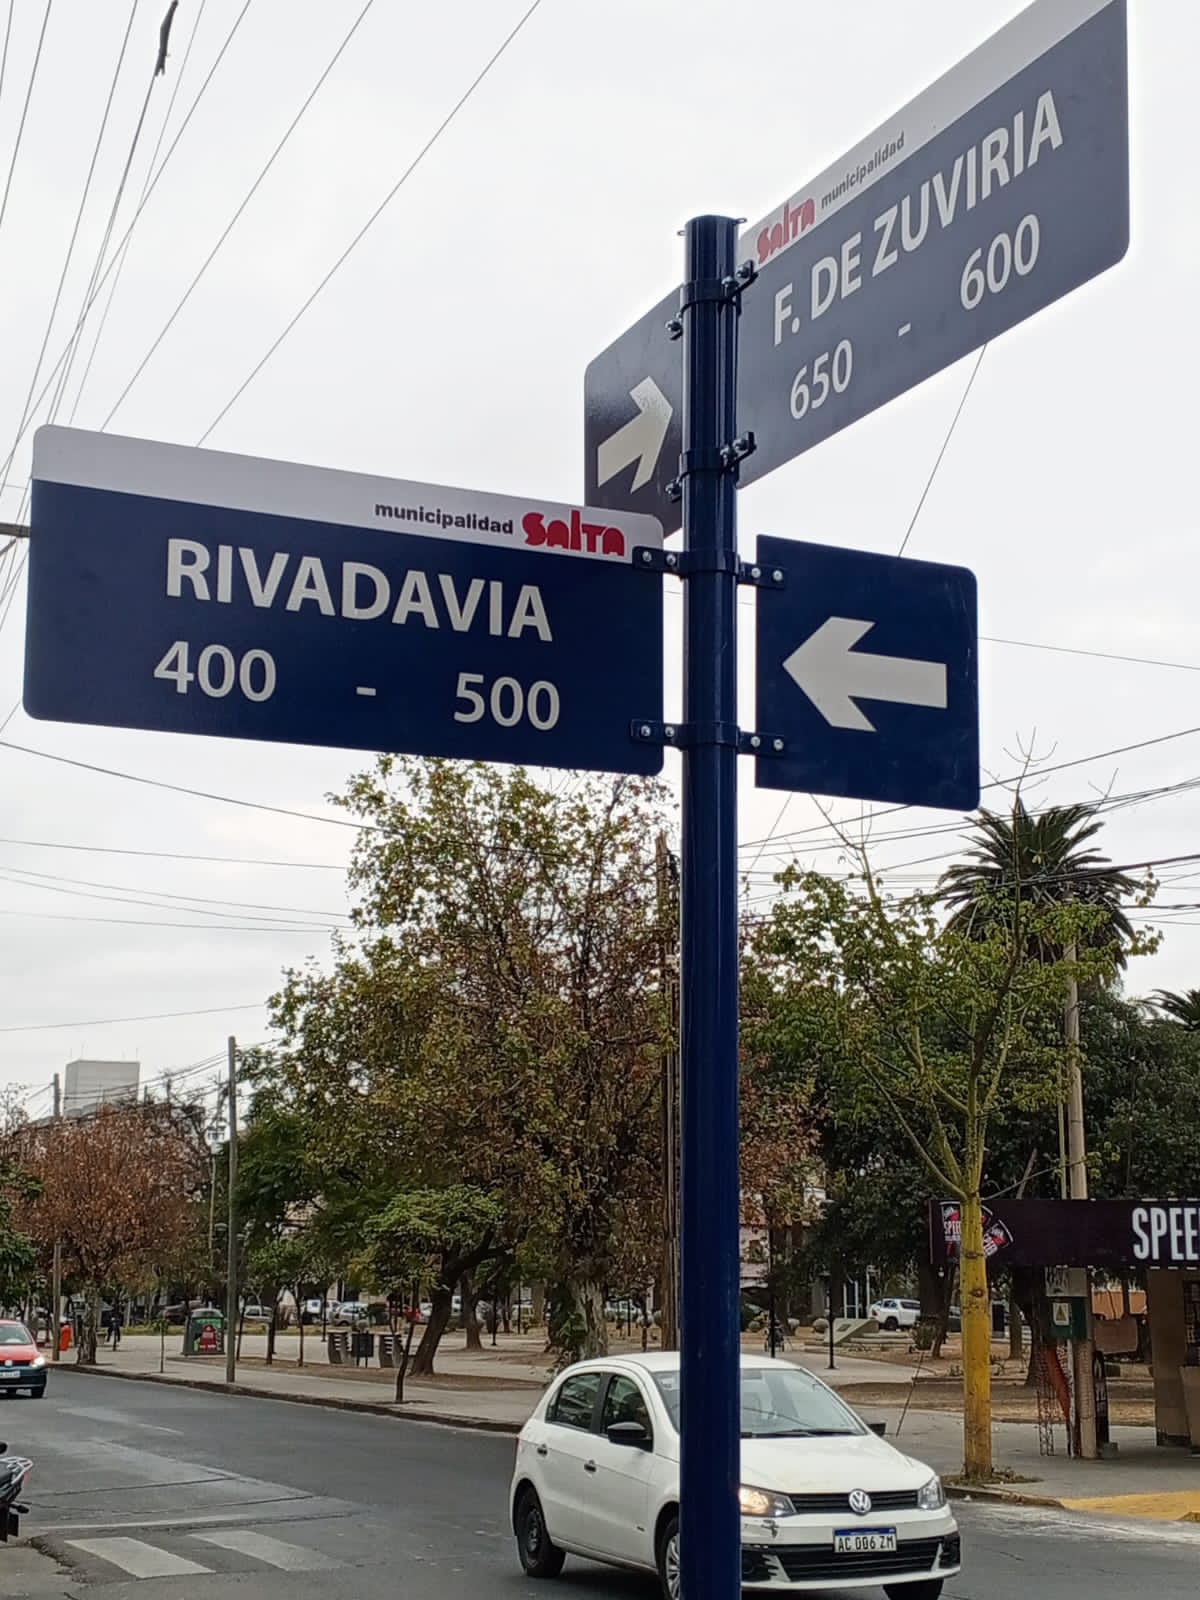 Salta municipalidad
F. DE ZUVIRIA
650 - 600
municipalidad Salta
RIVADAVIA
400 - 500
SPEE
AC 006 ZM